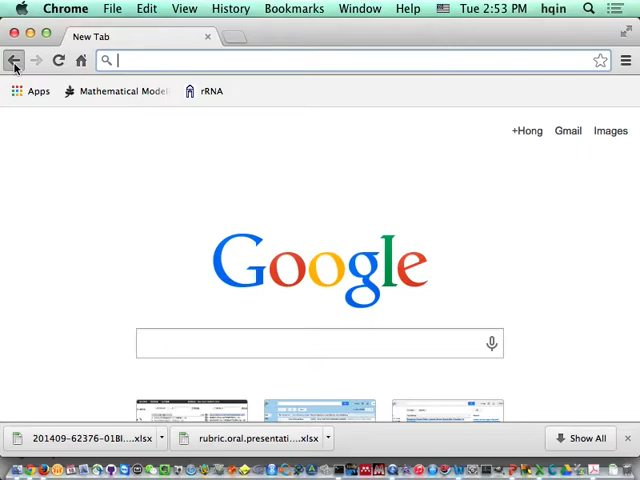 Chrome File Edit View History Bookmarks Window Help Tue 2:53 PM hqin
New Tab
Apps Mathematical Model rRNA
+Hong Gmail Images
Google
201409-62376-01BI....xlsx rubric.oral.presentati....xlsx Show All